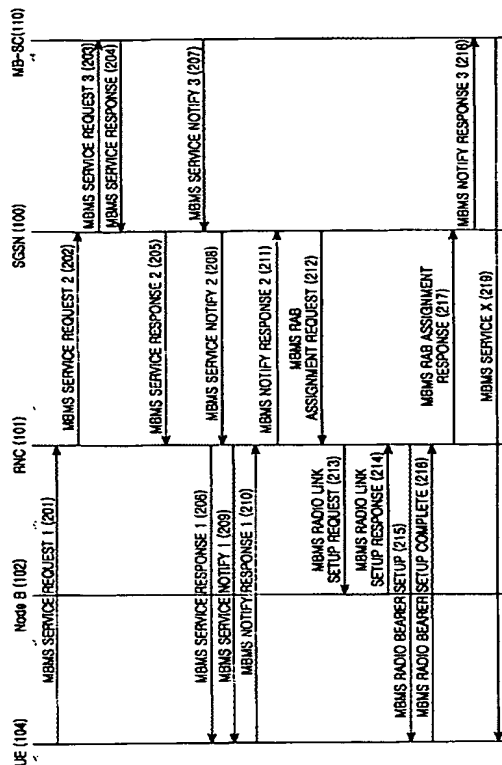 UE (104)
Node B (102)
RNC (101)
SGSN (100)
MB-SC(110)
MBMS SERVICE REQUEST 1 (201)
MBMS SERVICE REQUEST 2 (202)
MBMS SERVICE REQUEST 3 (203)
MBMS SERVICE RESPONSE (204)
MBMS SERVICE RESPONSE 2 (205)
MBMS SERVICE RESPONSE 1 (206)
MBMS SERVICE NOTIFY 3 (207)
MBMS SERVICE NOTIFY 2 (208)
MBMS SERVICE NOTIFY 1 (209)
MBMS NOTIFY RESPONSE 1 (210)
MBMS NOTIFY RESPONSE 2 (211)
MBMS RAB
ASSIGNMENT REQUEST (212)
MBMS RADIO LINK
SETUP REQUEST (213)
MBMS RADIO LINK
SETUP RESPONSE (214)
MBMS RADIO BEARER SETUP (215)
MBMS RADIO BEARER SETUP COMPLETE (216)
MBMS RAB ASSIGNMENT
RESPONSE (217)
MBMS NOTIFY RESPONSE 3 (218)
MBMS SERVICE X (219)